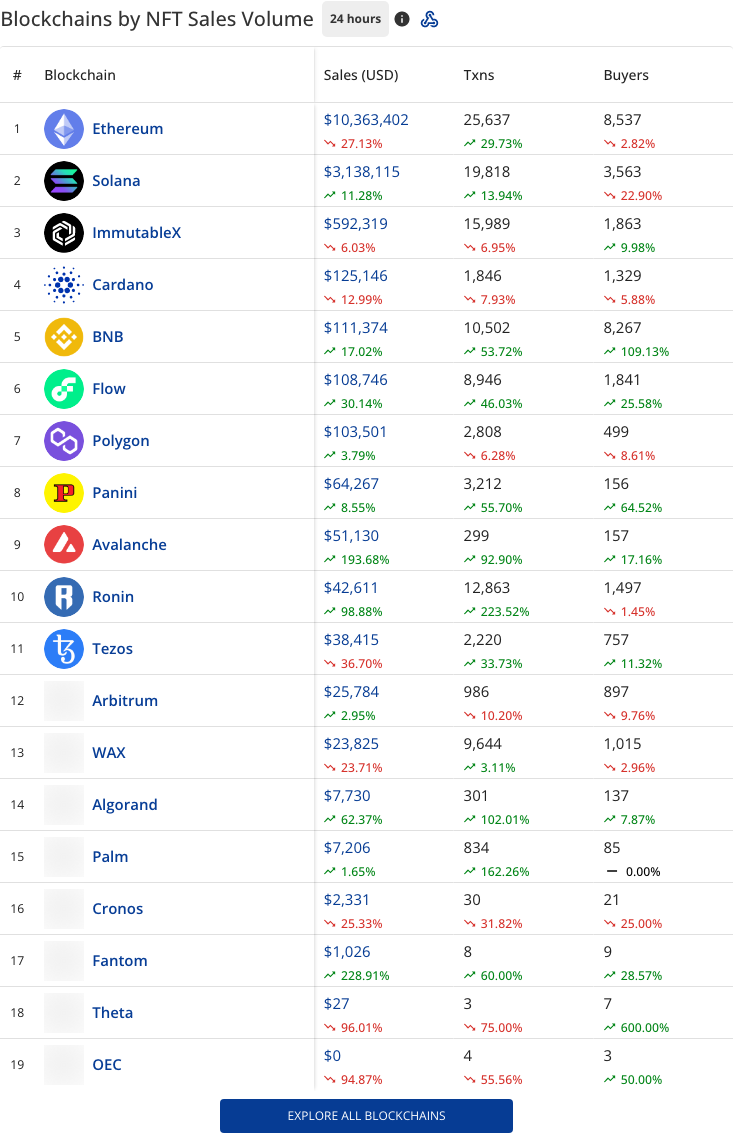 Blockchains by NFT Sales Volume 24 hours
# Blockchain Sales (USD) Txns Buyers
1 Ethereum $10,363,402 25,637 8,537
27.13% 29.73% 2.82%
2 Solana $3,138,115 19,818 3,563
11.28% 13.94% 22.90%
3 ImmutableX $592,319 15,989 1,863
6.03% 6.95% 9.98%
4 Cardano $125,146 1,846 1,329
12.99% 7.93% 5.88%
5 BNB $111,374 10,502 8,267
17.02% 53.72% 109.13%
6 Flow $108,746 8,946 1,841
30.14% 46.03% 25.58%
7 Polygon $103,501 2,808 499
3.79% 6.28% 8.61%
8 P Panini $64,267 3,212 156
8.55% 55.70% 64.52%
9 Avalanche $51,130 299 157
193.68% 92.90% 17.16%
10 R Ronin $42,611 12,863 1,497
98.88% 223.52% 1.45%
11 Tezos $38,415 2,220 757
36.70% 33.73% 11.32%
12 Arbitrum $25,784 986 897
2.95% 10.20% 9.76%
13 WAX $23,825 9,644 1,015
23.71% 3.11% 2.96%
14 Algorand $7,730 301 137
62.37% 102.01% 7.87%
15 Palm $7,206 834 85
1.65% 162.26% 0.00%
16 Cronos $2,331 30 21
25.33% 31.82% 25.00%
17 Fantom $1,026 8 9
228.91% 60.00% 28.57%
18 Theta $27 3 7
96.01% 75.00% 600.00%
19 OEC $0 4 3
94.87% 55.56% 50.00%
EXPLORE ALL BLOCKCHAINS